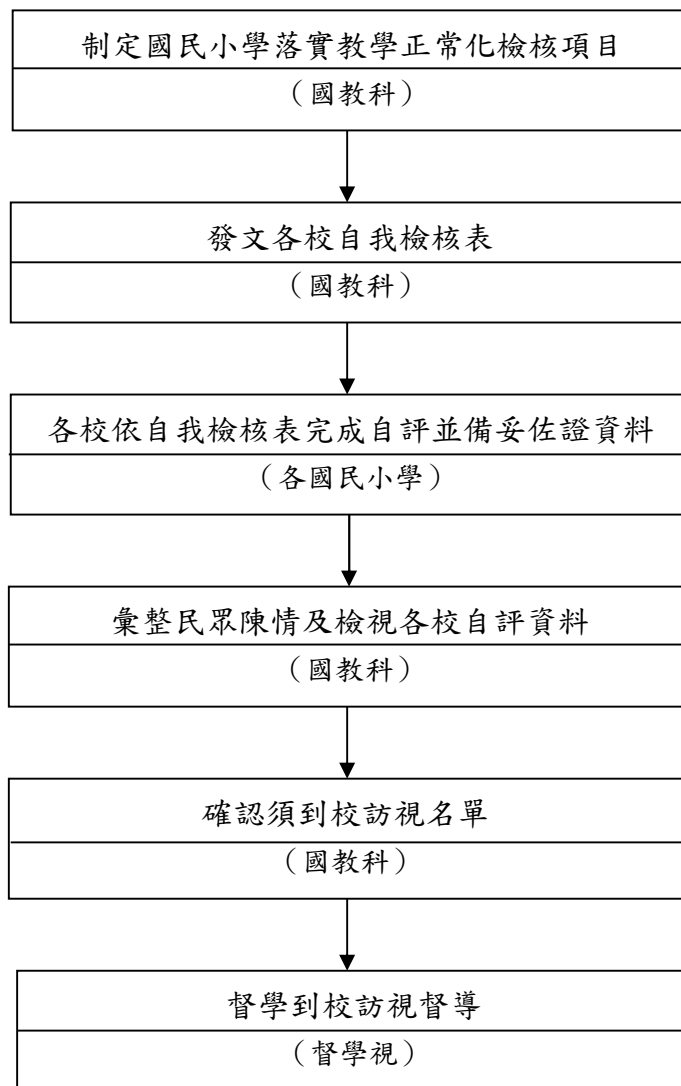 制定國民小學落實教學正常化檢核項目
（國教科）
發文各校自我檢核表
（國教科）
各校依自我檢核表完成自評並備妥佐證資料
（各國民小學）
彙整民眾陳情及檢視各校自評資料
（國教科）
確認須到校訪視名單
（國教科）
督學到校訪視督導
（督學視）